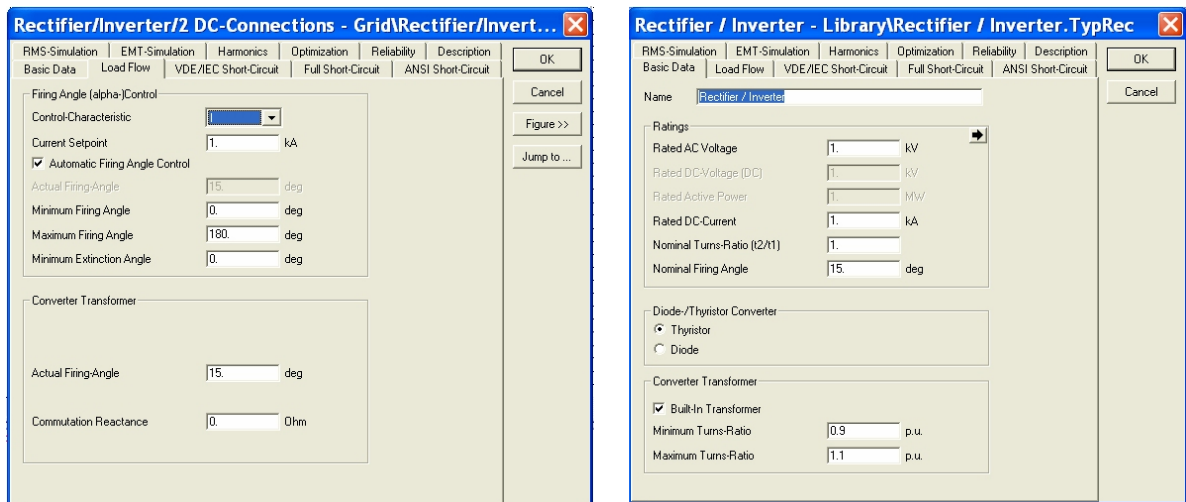 Rectifier/Inverter/2 DC-Connections - Grid\Rectifier/Invert...
RMS-Simulation EMT-Simulation Harmonics Optimization Reliability Description
Basic Data Load Flow VDE/IEC Short-Circuit Full Short-Circuit ANSI Short-Circuit
OK
Cancel
Figure >>
Jump to ...
Firing Angle (alpha-)Control
Control-Characteristic I
Current Setpoint 1. kA
Automatic Firing Angle Control
Actual Firing-Angle 15. deg
Minimum Firing Angle 0. deg
Maximum Firing Angle 180. deg
Minimum Extinction Angle 0. deg
Converter Transformer
Actual Firing-Angle 15. deg
Commutation Reactance 0. Ohm
Rectifier / Inverter - Library\Rectifier / Inverter.TypRec
RMS-Simulation EMT-Simulation Harmonics Optimization Reliability Description
Basic Data Load Flow VDE/IEC Short-Circuit Full Short-Circuit ANSI Short-Circuit
OK
Cancel
Name Rectifier / Inverter
Ratings
Rated AC Voltage 1. kV
Rated DC-Voltage (DC) 1. kV
Rated Active Power 1. MW
Rated DC-Current 1. kA
Nominal Turns-Ratio (t2/t1) 1.
Nominal Firing Angle 15. deg
Diode-/Thyristor Converter
Thyristor
Diode
Converter Transformer
Built-In Transformer
Minimum Turns-Ratio 0.9 p.u.
Maximum Turns-Ratio 1.1 p.u.